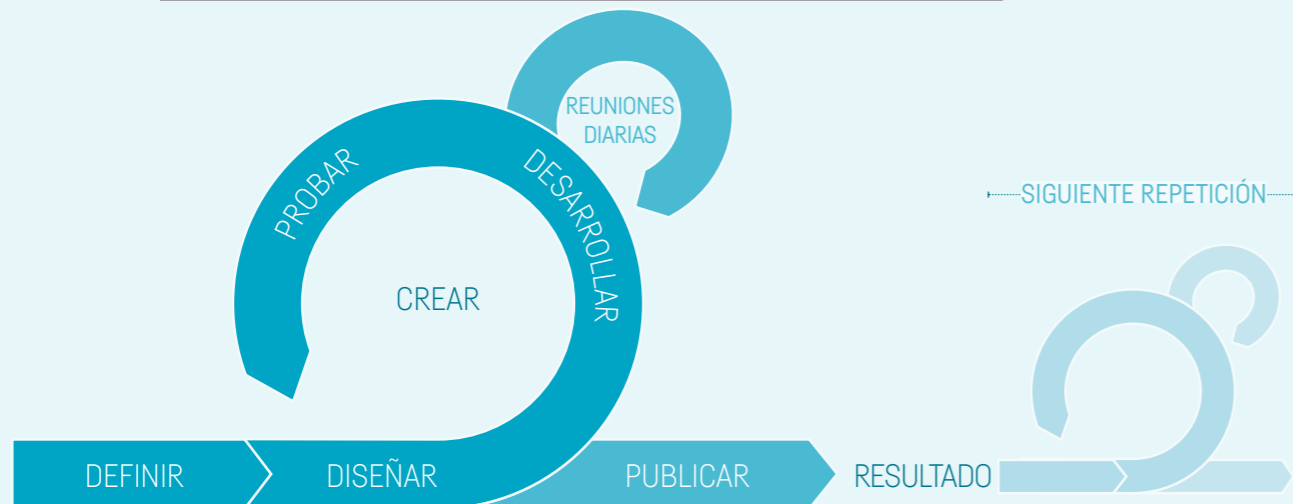 REUNIONES
DIARIAS
PROBAR
DESARROLLAR
SIGUIENTE REPETICIÓN
CREAR
DEFINIR
DISEÑAR
PUBLICAR
RESULTADO